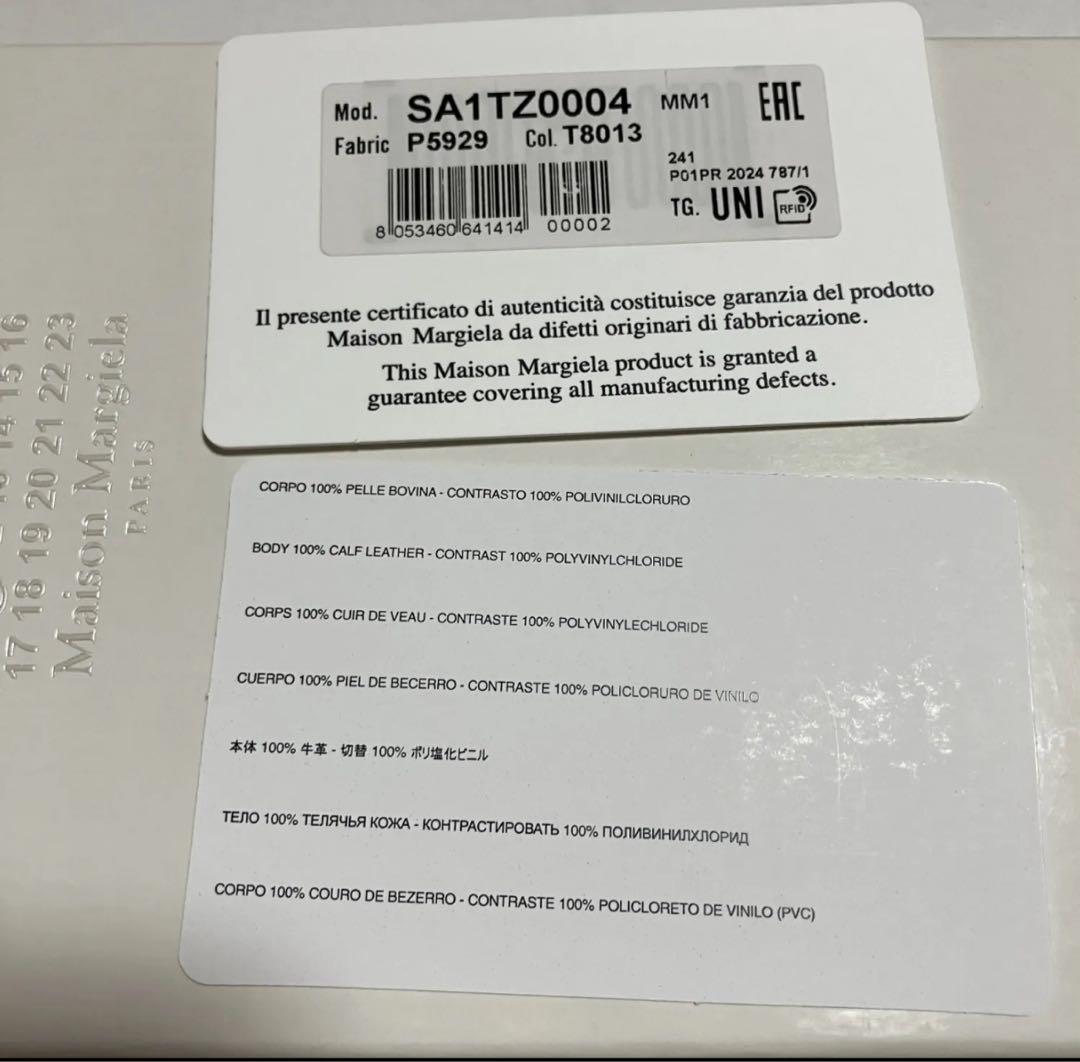 Mod. SA1TZ0004 MM1 EAC
Fabric P5929 Col. T8013
241
P01PR 2024 787/1
TG. UNI RFID
8 053460 641414 00002
Il presente certificato di autenticità costituisce garanzia del prodotto
Maison Margiela da difetti originari di fabbricazione.
This Maison Margiela product is granted a
guarantee covering all manufacturing defects.
14 15 16
17 18 19 20 21 22 23
Maison Margiela
PARIS
CORPO 100% PELLE BOVINA - CONTRASTO 100% POLIVINILCLORURO
BODY 100% CALF LEATHER - CONTRAST 100% POLYVINYLCHLORIDE
CORPS 100% CUIR DE VEAU - CONTRASTE 100% POLYVINYLECHLORIDE
CUERPO 100% PIEL DE BECERRO - CONTRASTE 100% POLICLORURO DE VINILO
本体 100% 牛革 - 切替 100% ポリ塩化ビニル
ТЕЛО 100% ТЕЛЯЧЬЯ КОЖА - КОНТРАСТИРОВАТЬ 100% ПОЛИВИНИЛХЛОРИД
CORPO 100% COURO DE BEZERRO - CONTRASTE 100% POLICLORETO DE VINILO (PVC)